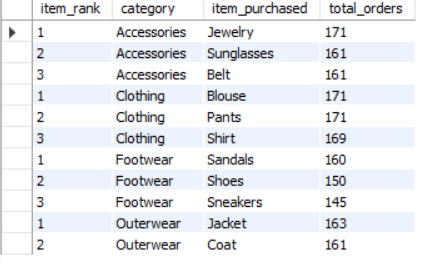 item_rank category item_purchased total_orders
1 Accessories Jewelry 171
2 Accessories Sunglasses 161
3 Accessories Belt 161
1 Clothing Blouse 171
2 Clothing Pants 171
3 Clothing Shirt 169
1 Footwear Sandals 160
2 Footwear Shoes 150
3 Footwear Sneakers 145
1 Outerwear Jacket 163
2 Outerwear Coat 161